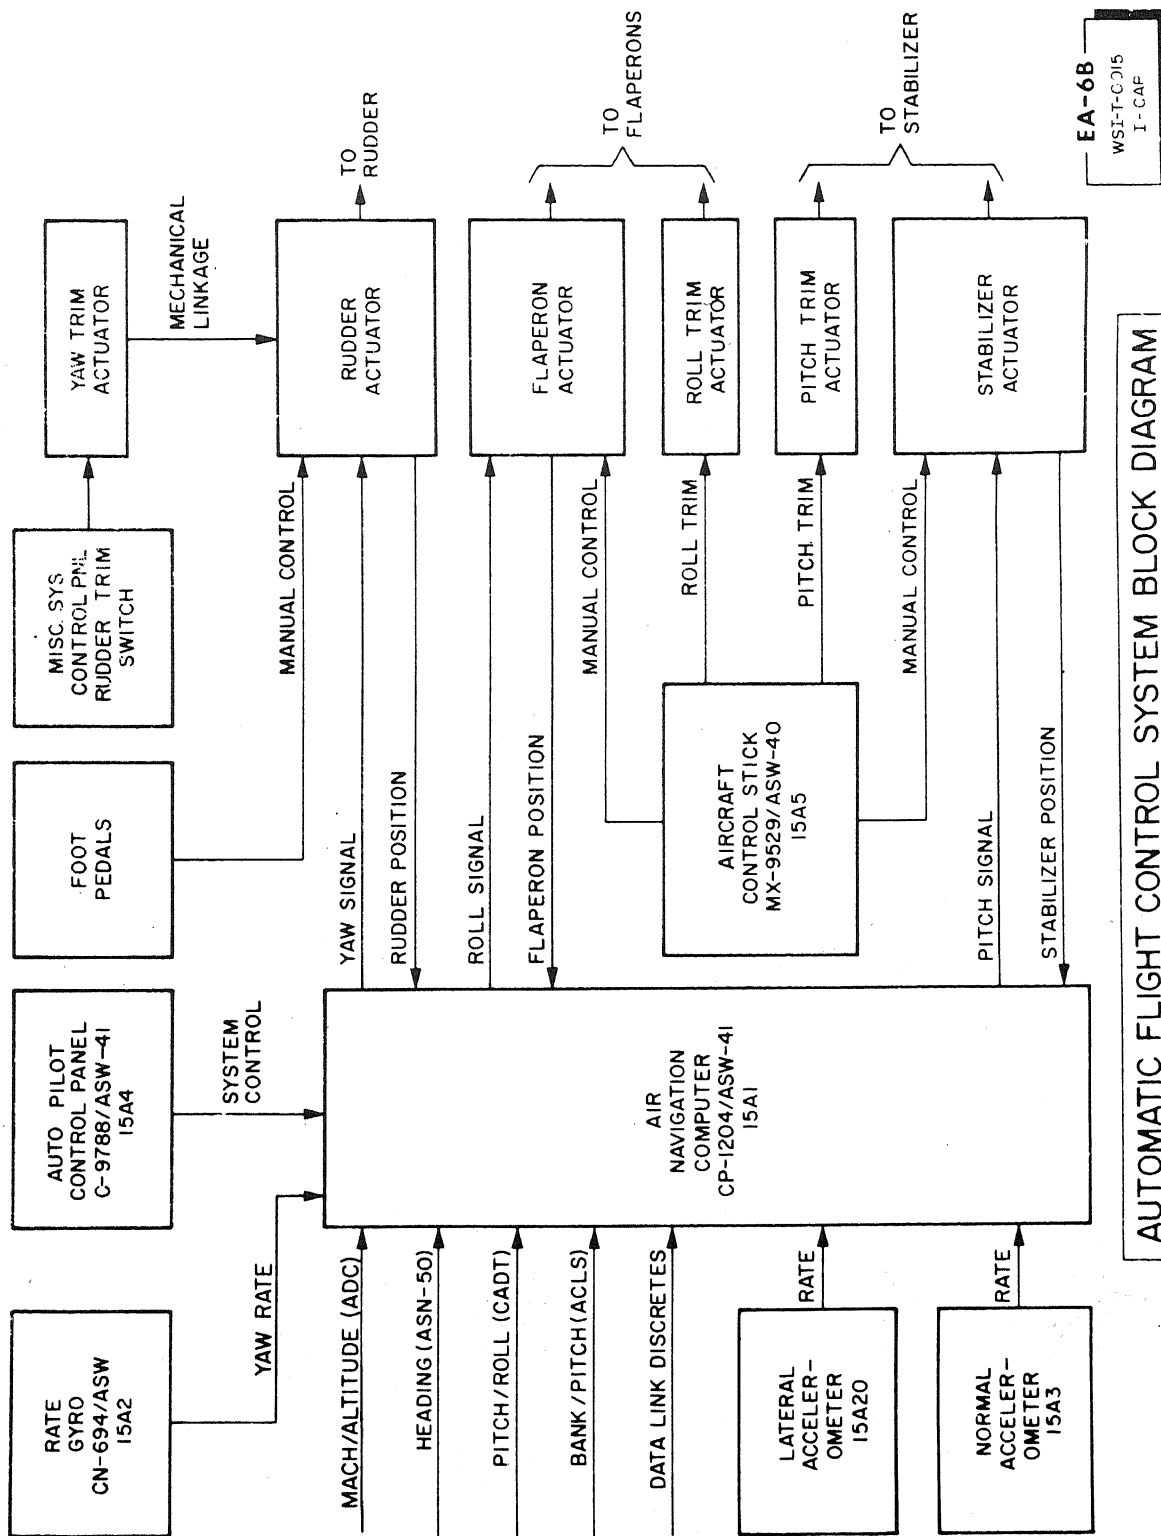 RATE
GYRO
CN-694/ASW
15A2
AUTO PILOT
CONTROL PANEL
C-9788/ASW-41
15A4
FOOT
PEDALS
MISC. SYS
CONTROL PNL
RUDDER TRIM
SWITCH
YAW TRIM
ACTUATOR
YAW RATE
SYSTEM
CONTROL
MANUAL CONTROL
MECHANICAL
LINKAGE
MACH/ALTITUDE (ADC)
HEADING (ASN-50)
PITCH/ROLL (CADT)
BANK/PITCH (ACLS)
DATA LINK DISCRETES
LATERAL
ACCELER-
OMETER
15A20
RATE
NORMAL
ACCELER-
OMETER
15A3
RATE
AIR
NAVIGATION
COMPUTER
CP-1204/ASW-41
15A1
YAW SIGNAL
RUDDER POSITION
ROLL SIGNAL
FLAPERON POSITION
AIRCRAFT
CONTROL STICK
MX-9529/ASW-40
15A5
PITCH SIGNAL
STABILIZER POSITION
MANUAL CONTROL
ROLL TRIM
PITCH TRIM
MANUAL CONTROL
RUDDER
ACTUATOR
FLAPERON
ACTUATOR
ROLL TRIM
ACTUATOR
PITCH TRIM
ACTUATOR
STABILIZER
ACTUATOR
TO
RUDDER
TO
FLAPERONS
TO
STABILIZER
EA-6B
WSI-T-C015
I-CAP
AUTOMATIC FLIGHT CONTROL SYSTEM BLOCK DIAGRAM